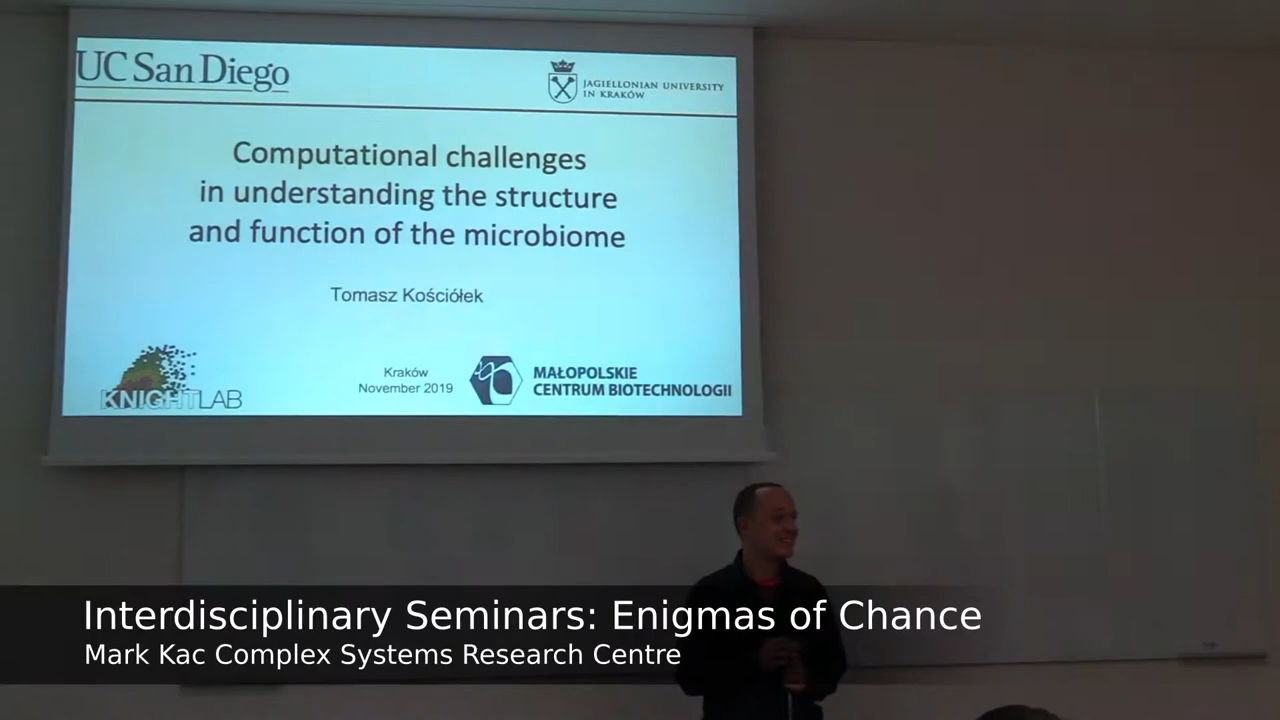 UC San Diego
JAGIELLONIAN UNIVERSITY
IN KRAKÓW
Computational challenges
in understanding the structure
and function of the microbiome
Tomasz Kościółek
KNIGHTLAB
Kraków
November 2019
MAŁOPOLSKIE
CENTRUM BIOTECHNOLOGII
Interdisciplinary Seminars: Enigmas of Chance
Mark Kac Complex Systems Research Centre